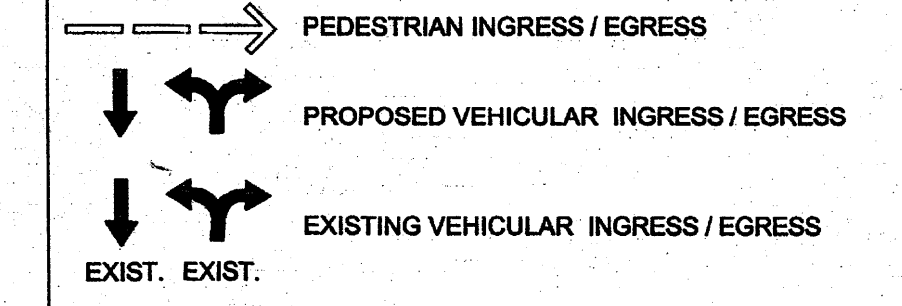 PEDESTRIAN INGRESS / EGRESS
PROPOSED VEHICULAR INGRESS / EGRESS
EXISTING VEHICULAR INGRESS / EGRESS
EXIST. EXIST.